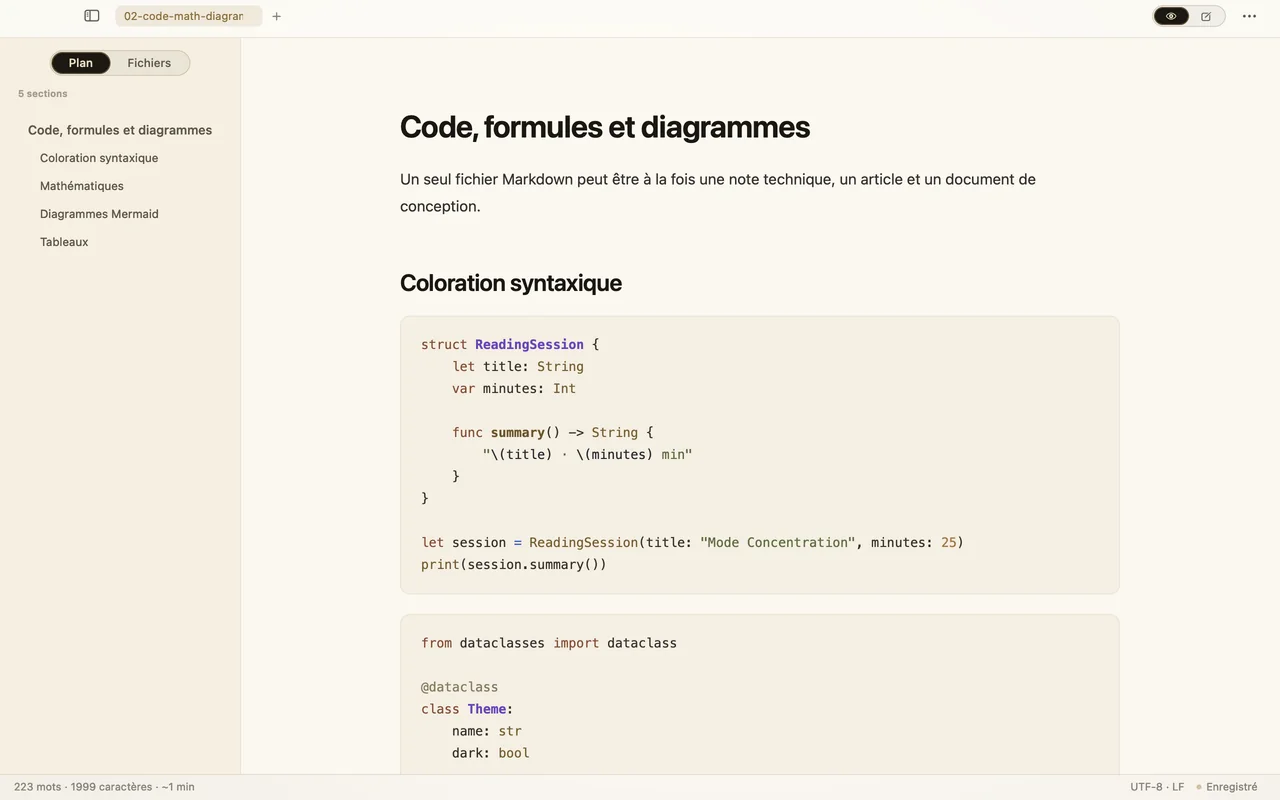 02-code-math-diagran
Plan
Fichiers
5 sections
Code, formules et diagrammes
Coloration syntaxique
Mathématiques
Diagrammes Mermaid
Tableaux
Code, formules et diagrammes
Un seul fichier Markdown peut être à la fois une note technique, un article et un document de
conception.
Coloration syntaxique
struct ReadingSession {
    let title: String
    var minutes: Int

    func summary() -> String {
        "\(title) · \(minutes) min"
    }
}

let session = ReadingSession(title: "Mode Concentration", minutes: 25)
print(session.summary())
from dataclasses import dataclass

@dataclass
class Theme:
    name: str
    dark: bool
223 mots · 1999 caractères · ~1 min
UTF-8 · LF
Enregistré